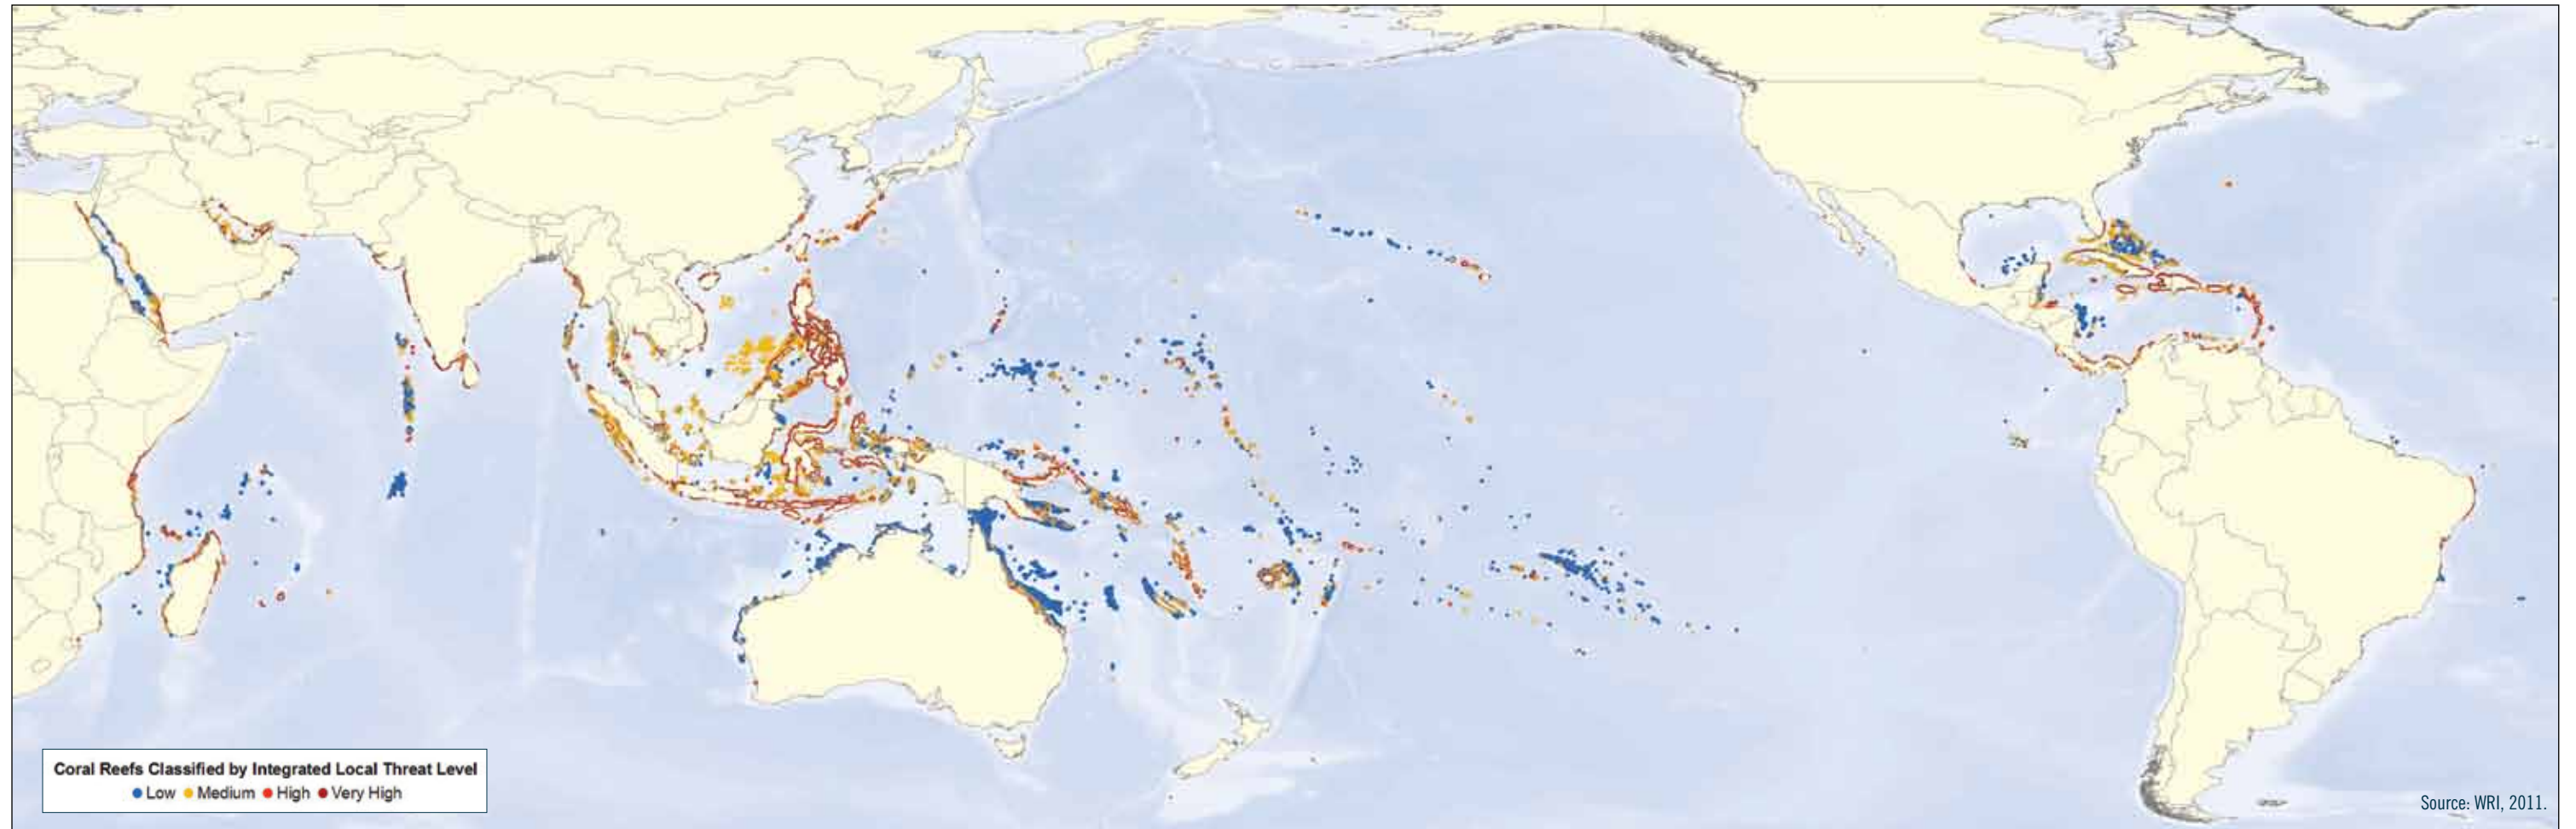 Coral Reefs Classified by Integrated Local Threat Level
Low Medium High Very High
Source: WRI, 2011.